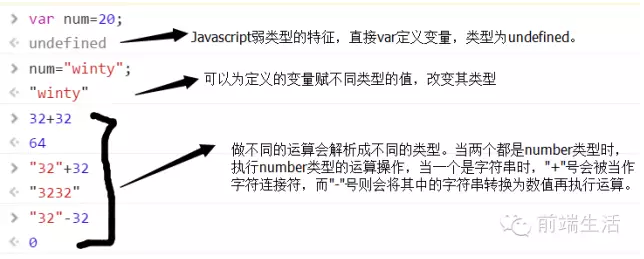 var num=20;
undefined
Javascript弱类型的特征，直接var定义变量，类型为undefined。
num="winty";
"winty"
可以为定义的变量赋不同类型的值，改变其类型
32+32
64
"32"+32
"3232"
"32"-32
0
做不同的运算会解析成不同的类型。当两个都是number类型时，
执行number类型的运算操作，当一个是字符串时，"+"号会被当作
字符连接符，而"-"号则会将其中的字符串转换为数值再执行运算。
前端生活